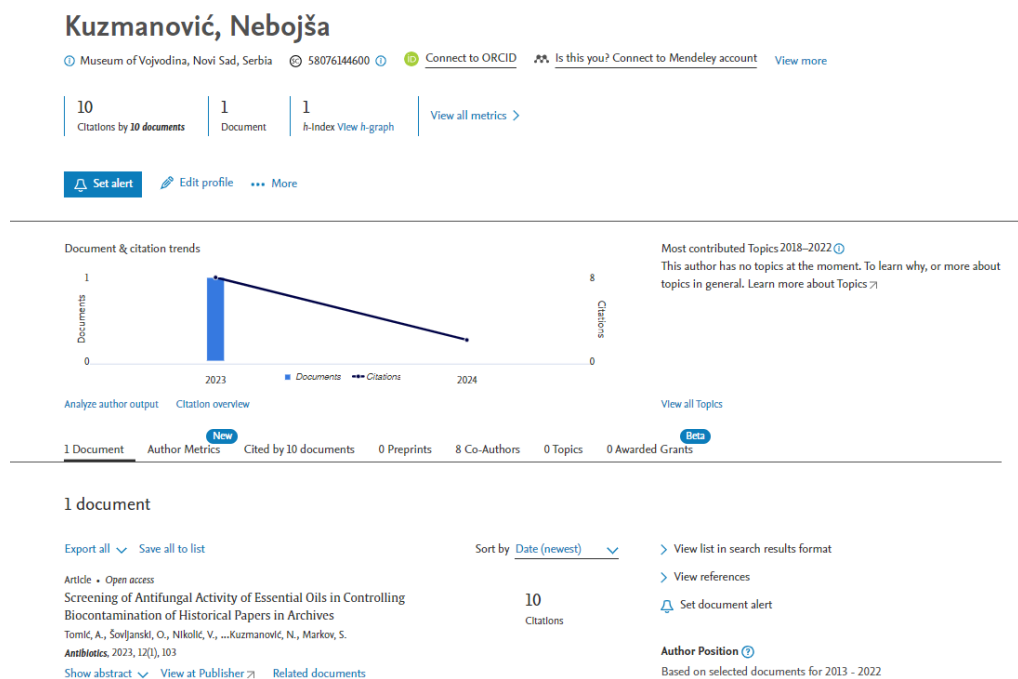 Kuzmanović, Nebojša
Museum of Vojvodina, Novi Sad, Serbia SC 58076144600 iD Connect to ORCID Is this you? Connect to Mendeley account View more
10 1 1
Citations by 10 documents Document h-Index View h-graph View all metrics >
Set alert Edit profile ••• More
Document & citation trends Most contributed Topics 2018–2022
This author has no topics at the moment. To learn why, or more about
topics in general. Learn more about Topics
1 8
Documents Citations
0 0
2023 Documents Citations 2024
Analyze author output Citation overview View all Topics
New Beta
1 Document Author Metrics Cited by 10 documents 0 Preprints 8 Co-Authors 0 Topics 0 Awarded Grants
1 document
Export all Save all to list Sort by Date (newest) View list in search results format
Article • Open access View references
Screening of Antifungal Activity of Essential Oils in Controlling 10 Set document alert
Biocontamination of Historical Papers in Archives Citations
Tomić, A., Šovljanski, O., Nikolić, V., ...Kuzmanović, N., Markov, S.
Antibiotics, 2023, 12(1), 103 Author Position
Show abstract View at Publisher Related documents Based on selected documents for 2013 - 2022